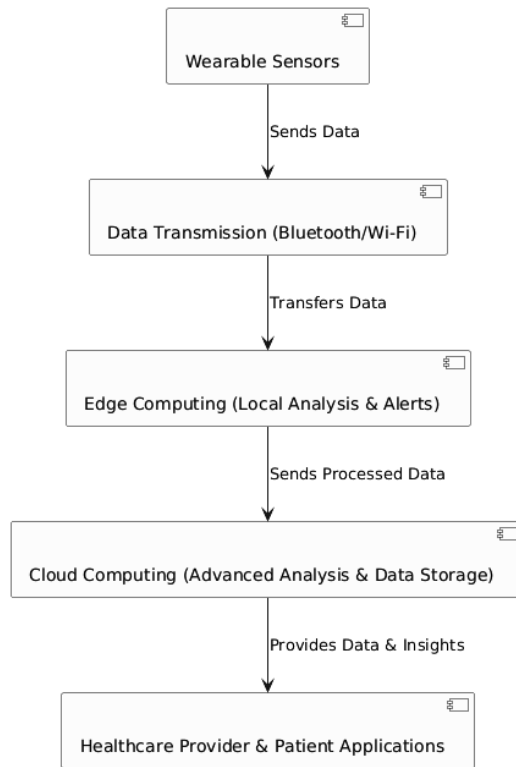 Wearable Sensors
Sends Data
Data Transmission (Bluetooth/Wi-Fi)
Transfers Data
Edge Computing (Local Analysis & Alerts)
Sends Processed Data
Cloud Computing (Advanced Analysis & Data Storage)
Provides Data & Insights
Healthcare Provider & Patient Applications